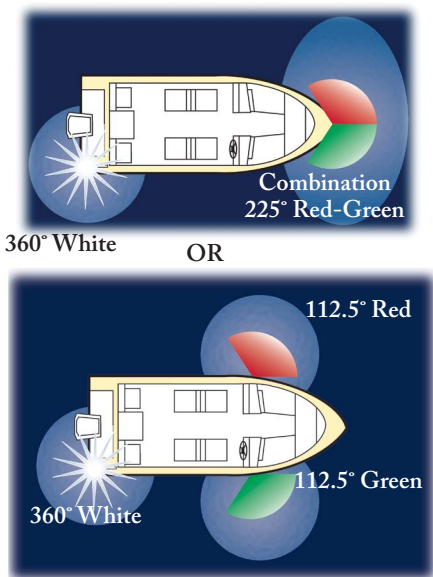 Combination
225° Red-Green
360° White
OR
112.5° Red
112.5° Green
360° White